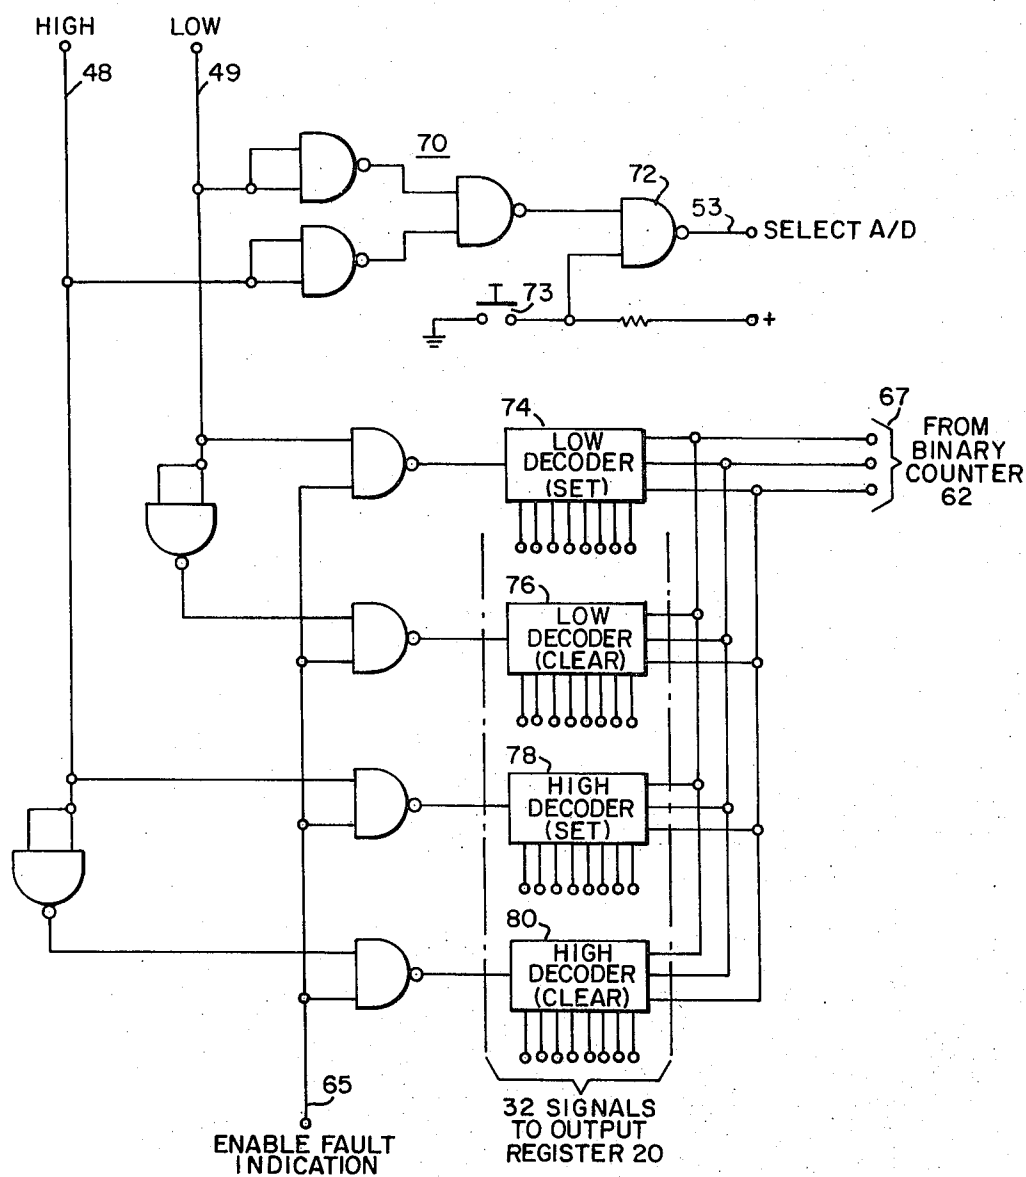 HIGH
LOW
48
49
70
72
53
SELECT A/D
73
+
74
67
LOW
DECODER
(SET)
FROM
BINARY
COUNTER
62
76
LOW
DECODER
(CLEAR)
78
HIGH
DECODER
(SET)
80
HIGH
DECODER
(CLEAR)
65
ENABLE FAULT
INDICATION
32 SIGNALS
TO OUTPUT
REGISTER 20